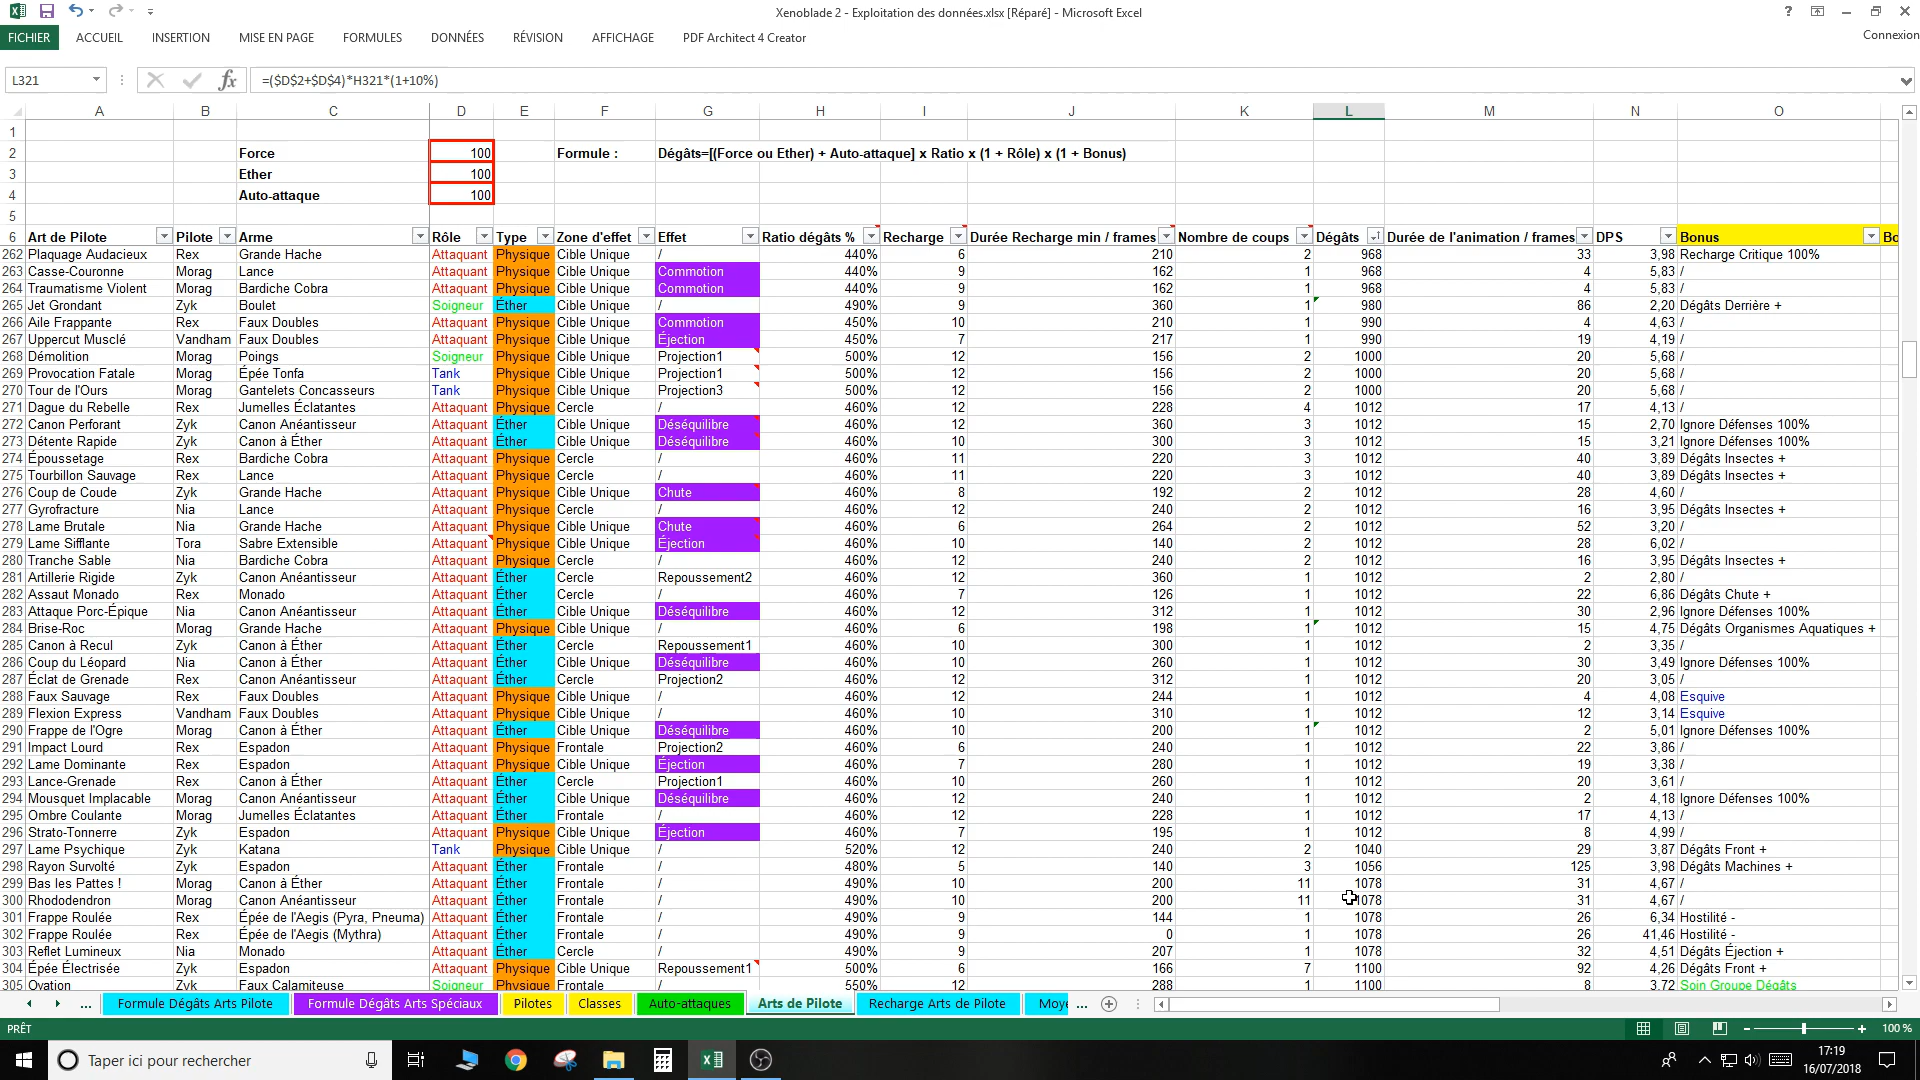 Xenoblade 2 - Exploitation des données.xlsx [Réparé] - Microsoft Excel
FICHIER ACCUEIL INSERTION MISE EN PAGE FORMULES DONNÉES RÉVISION AFFICHAGE PDF Architect 4 Creator Connexion
L321 fx =($D$2+$D$4)*H321*(1+10%)
A B C D E F G H I J K L M N O
1
2 Force 100 Formule : Dégâts=[(Force ou Ether) + Auto-attaque] x Ratio x (1 + Rôle) x (1 + Bonus)
3 Ether 100
4 Auto-attaque 100
5
6 Art de Pilote Pilote Arme Rôle Type Zone d'effet Effet Ratio dégâts % Recharge Durée Recharge min / frames Nombre de coups Dégâts Durée de l'animation / frames DPS Bonus Bo
262 Plaquage Audacieux Rex Grande Hache Attaquant Physique Cible Unique / 440% 6 210 2 968 33 3,98 Recharge Critique 100%
263 Casse-Couronne Morag Lance Attaquant Physique Cible Unique Commotion 440% 9 162 1 968 4 5,83 /
264 Traumatisme Violent Morag Bardiche Cobra Attaquant Physique Cible Unique Commotion 440% 9 162 1 968 4 5,83 /
265 Jet Grondant Zyk Boulet Soigneur Éther Cible Unique / 490% 9 360 1 980 86 2,20 Dégâts Derrière +
266 Aile Frappante Rex Faux Doubles Attaquant Physique Cible Unique Commotion 450% 10 210 1 990 4 4,63 /
267 Uppercut Musclé Vandham Faux Doubles Attaquant Physique Cible Unique Éjection 450% 7 217 1 990 19 4,19 /
268 Démolition Morag Poings Soigneur Physique Cible Unique Projection1 500% 12 156 2 1000 20 5,68 /
269 Provocation Fatale Morag Épée Tonfa Tank Physique Cible Unique Projection1 500% 12 156 2 1000 20 5,68 /
270 Tour de l'Ours Morag Gantelets Concasseurs Tank Physique Cible Unique Projection3 500% 12 156 2 1000 20 5,68 /
271 Dague du Rebelle Rex Jumelles Éclatantes Attaquant Physique Cercle / 460% 12 228 4 1012 17 4,13 /
272 Canon Perforant Zyk Canon Anéantisseur Attaquant Éther Cible Unique Déséquilibre 460% 12 360 3 1012 15 2,70 Ignore Défenses 100%
273 Détente Rapide Zyk Canon à Éther Attaquant Éther Cible Unique Déséquilibre 460% 10 300 3 1012 15 3,21 Ignore Défenses 100%
274 Époussetage Rex Bardiche Cobra Attaquant Physique Cercle / 460% 11 220 3 1012 40 3,89 Dégâts Insectes +
275 Tourbillon Sauvage Rex Lance Attaquant Physique Cercle / 460% 11 220 3 1012 40 3,89 Dégâts Insectes +
276 Coup de Coude Zyk Grande Hache Attaquant Physique Cible Unique Chute 460% 8 192 2 1012 28 4,60 /
277 Gyrofracture Nia Lance Attaquant Physique Cercle / 460% 12 240 2 1012 16 3,95 Dégâts Insectes +
278 Lame Brutale Nia Grande Hache Attaquant Physique Cible Unique Chute 460% 6 264 2 1012 52 3,20 /
279 Lame Sifflante Tora Sabre Extensible Attaquant Physique Cible Unique Éjection 460% 10 140 2 1012 28 6,02 /
280 Tranche Sable Nia Bardiche Cobra Attaquant Physique Cercle / 460% 12 240 2 1012 16 3,95 Dégâts Insectes +
281 Artillerie Rigide Zyk Canon Anéantisseur Attaquant Éther Cercle Repoussement2 460% 12 360 1 1012 2 2,80 /
282 Assaut Monado Rex Monado Attaquant Éther Cercle / 460% 7 126 1 1012 22 6,86 Dégâts Chute +
283 Attaque Porc-Épique Nia Canon Anéantisseur Attaquant Éther Cible Unique Déséquilibre 460% 12 312 1 1012 30 2,96 Ignore Défenses 100%
284 Brise-Roc Morag Grande Hache Attaquant Physique Cible Unique / 460% 6 198 1 1012 15 4,75 Dégâts Organismes Aquatiques +
285 Canon à Recul Zyk Canon à Éther Attaquant Éther Cercle Repoussement1 460% 10 300 1 1012 2 3,35 /
286 Coup du Léopard Nia Canon à Éther Attaquant Éther Cible Unique Déséquilibre 460% 10 260 1 1012 30 3,49 Ignore Défenses 100%
287 Éclat de Grenade Rex Canon Anéantisseur Attaquant Éther Cercle Projection2 460% 12 312 1 1012 20 3,05 /
288 Faux Sauvage Rex Faux Doubles Attaquant Physique Cible Unique / 460% 12 244 1 1012 4 4,08 Esquive
289 Flexion Express Vandham Faux Doubles Attaquant Physique Cible Unique / 460% 10 310 1 1012 12 3,14 Esquive
290 Frappe de l'Ogre Morag Canon à Éther Attaquant Éther Cible Unique Déséquilibre 460% 10 200 1 1012 2 5,01 Ignore Défenses 100%
291 Impact Lourd Rex Espadon Attaquant Physique Frontale Projection2 460% 6 240 1 1012 22 3,86 /
292 Lame Dominante Rex Espadon Attaquant Physique Cible Unique Éjection 460% 7 280 1 1012 19 3,38 /
293 Lance-Grenade Rex Canon à Éther Attaquant Éther Cercle Projection1 460% 10 260 1 1012 20 3,61 /
294 Mousquet Implacable Morag Canon Anéantisseur Attaquant Éther Cible Unique Déséquilibre 460% 12 240 1 1012 2 4,18 Ignore Défenses 100%
295 Ombre Coulante Morag Jumelles Éclatantes Attaquant Éther Frontale / 460% 12 228 1 1012 17 4,13 /
296 Strato-Tonnerre Zyk Espadon Attaquant Physique Cible Unique Éjection 460% 7 195 1 1012 8 4,99 /
297 Lame Psychique Zyk Katana Tank Physique Cible Unique / 520% 12 240 2 1040 29 3,87 Dégâts Front +
298 Rayon Survolté Zyk Espadon Attaquant Éther Frontale / 480% 5 140 3 1056 125 3,98 Dégâts Machines +
299 Bas les Pattes ! Morag Canon à Éther Attaquant Éther Frontale / 490% 10 200 11 1078 31 4,67 /
300 Rhododendron Morag Canon Anéantisseur Attaquant Éther Frontale / 490% 10 200 11 1078 31 4,67 /
301 Frappe Roulée Rex Épée de l'Aegis (Pyra, Pneuma) Attaquant Éther Frontale / 490% 9 144 1 1078 26 6,34 Hostilité -
302 Frappe Roulée Rex Épée de l'Aegis (Mythra) Attaquant Éther Frontale / 490% 9 0 1 1078 26 41,46 Hostilité -
303 Reflet Lumineux Nia Monado Attaquant Éther Cercle / 490% 9 207 1 1078 32 4,51 Dégâts Éjection +
304 Épée Électrisée Zyk Espadon Attaquant Physique Cible Unique Repoussement1 500% 6 166 7 1100 92 4,26 Dégâts Front +
305 Ovation Zyk Faux Calamiteuse Soigneur Physique Frontale / 550% 12 288 1 1100 8 3,72 Soin Groupe Dégâts
... Formule Dégâts Arts Pilote Formule Dégâts Arts Spéciaux Pilotes Classes Auto-attaques Arts de Pilote Recharge Arts de Pilote Moye ...
PRÊT 100 %
Taper ici pour rechercher 17:19
16/07/2018